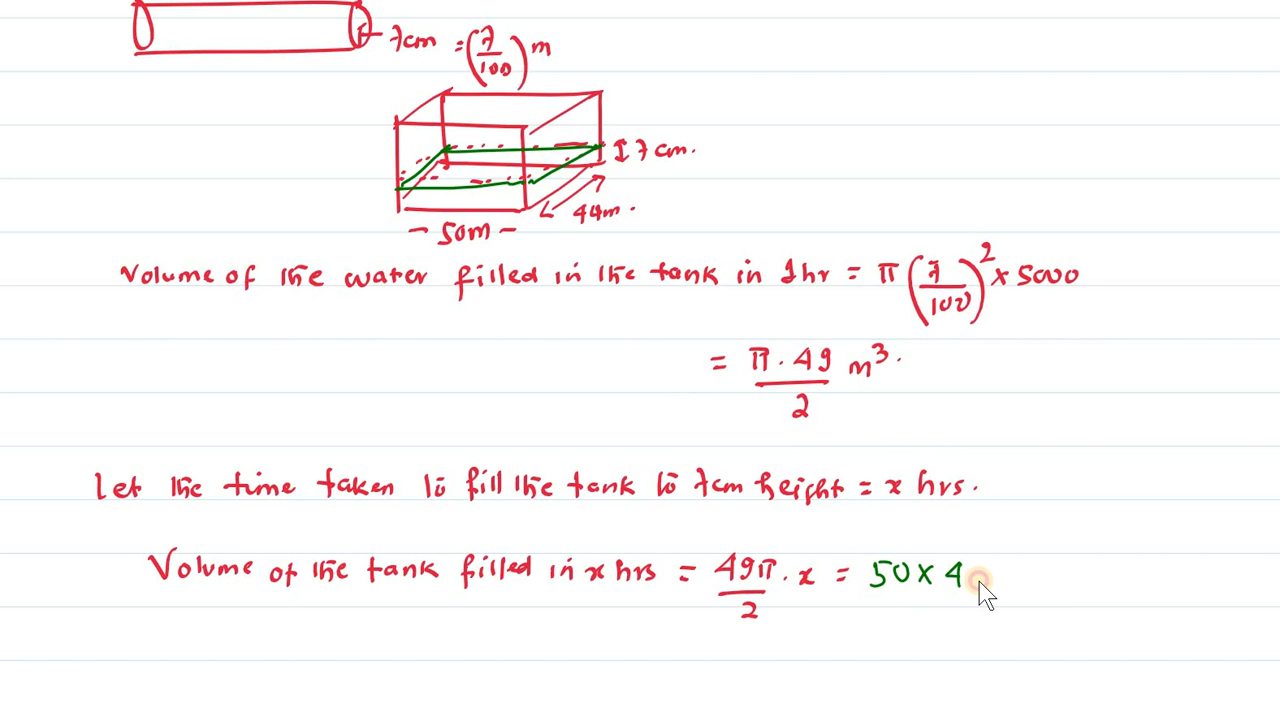 7cm = (7/100) m
7 cm.
44m.
- 50m -
Volume of the water filled in the tank in 1hr = π (7/100)² × 5000
= π . 49/2 m³.
Let the time taken to fill the tank to 7cm height = x hrs.
Volume of the tank filled in x hrs = 49π/2 . x = 50 × 4